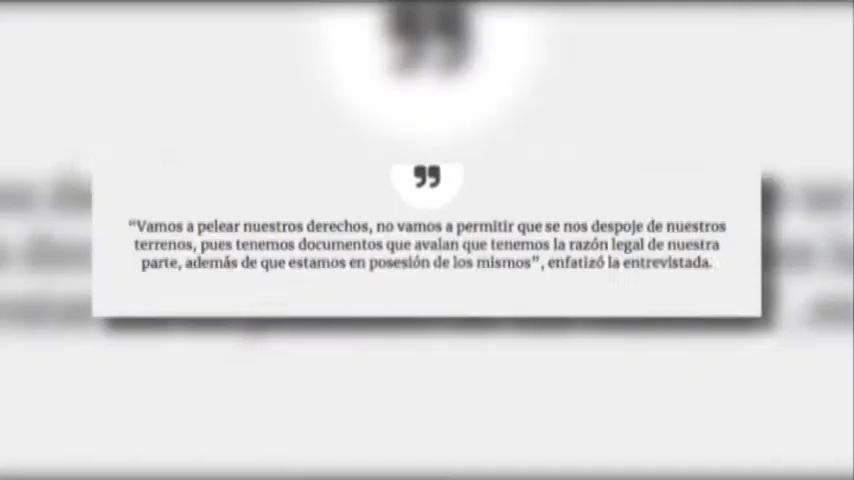 ”
“Vamos a pelear nuestros derechos, no vamos a permitir que se nos despoje de nuestros
terrenos, pues tenemos documentos que avalan que tenemos la razón legal de nuestra
parte, además de que estamos en posesión de los mismos”, enfatizó la entrevistada.